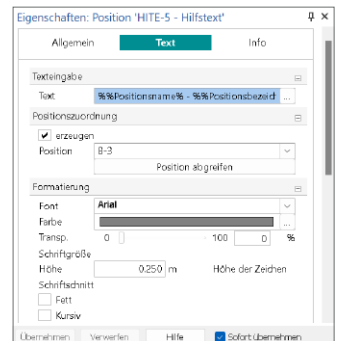 Eigenschaften: Position 'HITE-5 - Hilfstext'
Allgemein Text Info
Texteingabe
Text %%Positionsname% - %%Positionsbezeich ...
Positionszuordnung
erzeugen
Position B-3
Position abgreifen
Formatierung
Font Arial
Farbe ...
Transp. 0 100 0 %
Schriftgröße
Höhe 0.250 m Höhe der Zeichen
Schriftschnitt
Fett
Kursiv
Übernehmen Verwerfen Hilfe Sofort übernehmen